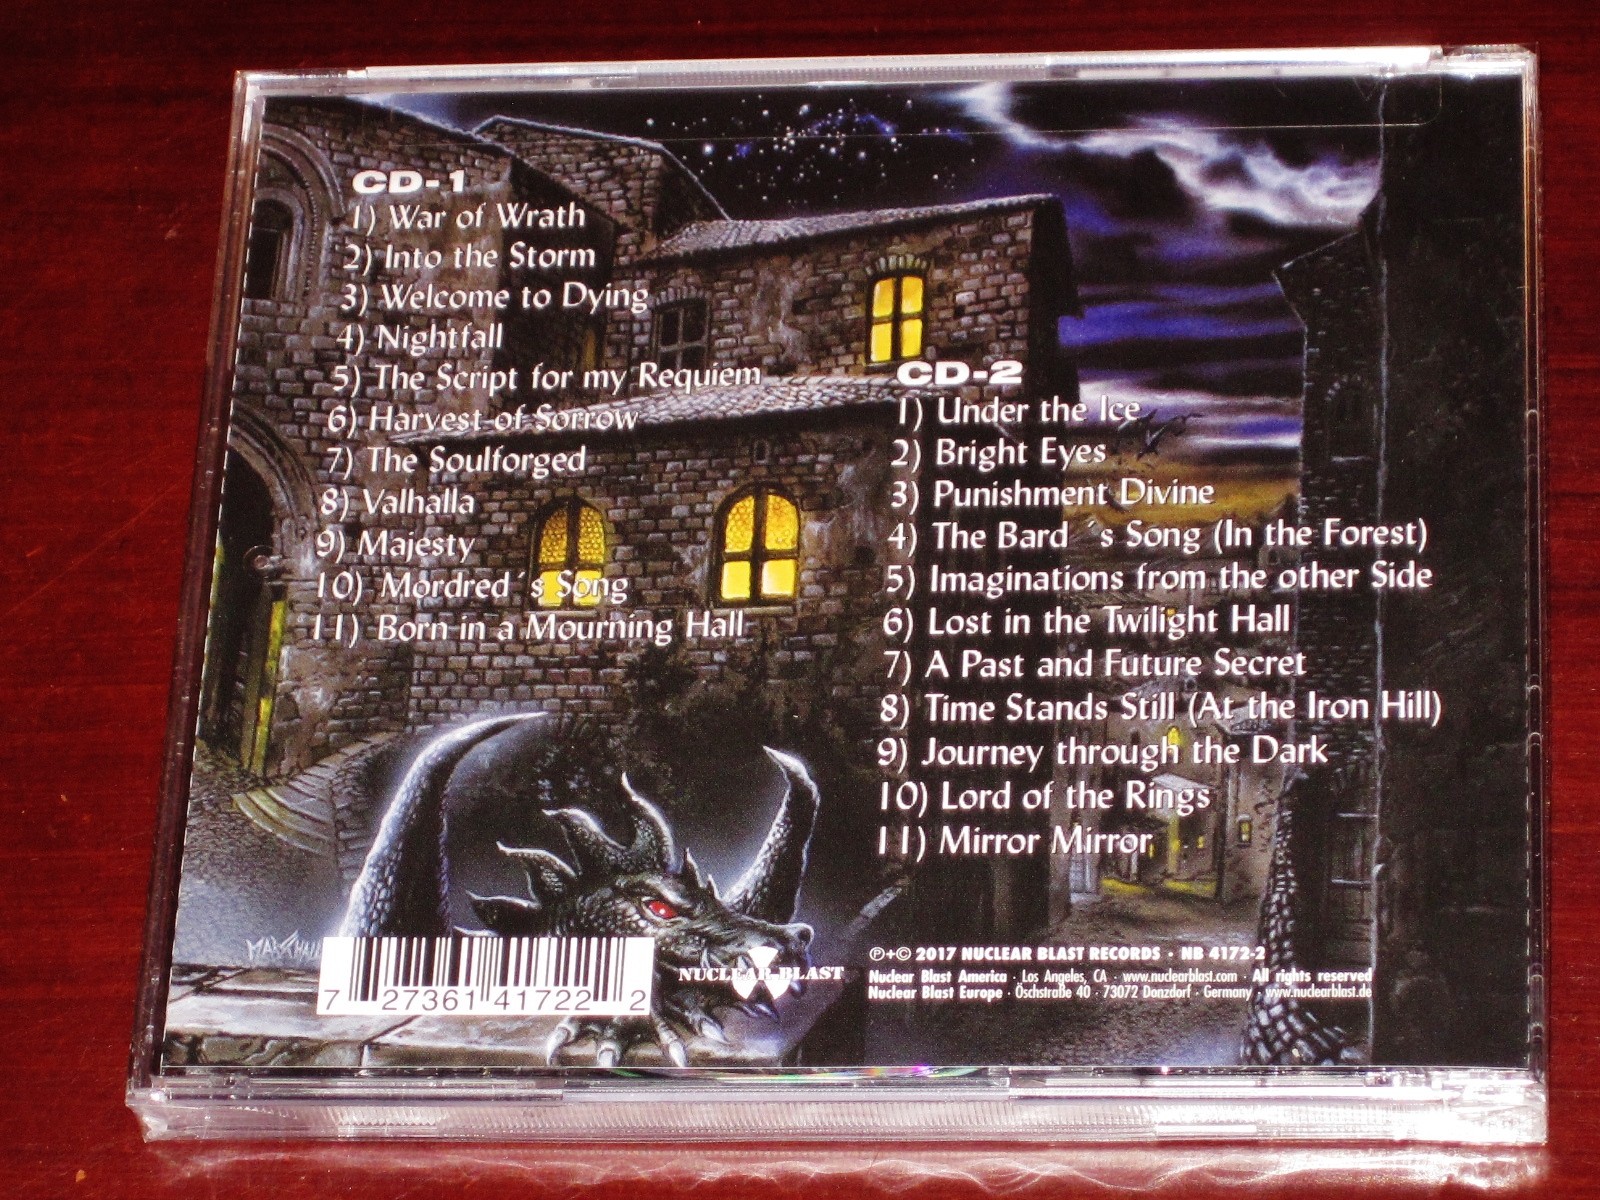 CD-1
1) War of Wrath
2) Into the Storm
3) Welcome to Dying
4) Nightfall
5) The Script for my Requiem
6) Harvest of Sorrow
7) The Soulforged
8) Valhalla
9) Majesty
10) Mordred´s Song
11) Born in a Mourning Hall
CD-2
1) Under the Ice
2) Bright Eyes
3) Punishment Divine
4) The Bard ´s Song (In the Forest)
5) Imaginations from the other Side
6) Lost in the Twilight Hall
7) A Past and Future Secret
8) Time Stands Still (At the Iron Hill)
9) Journey through the Dark
10) Lord of the Rings
11) Mirror Mirror
7 27361 41722 2
NUCLEAR BLAST
℗+© 2017 NUCLEAR BLAST RECORDS · NB 4172-2
Nuclear Blast America · Los Angeles, CA · www.nuclearblast.com · All rights reserved
Nuclear Blast Europe · Öschstraße 40 · 73072 Donzdorf · Germany · www.nuclearblast.de